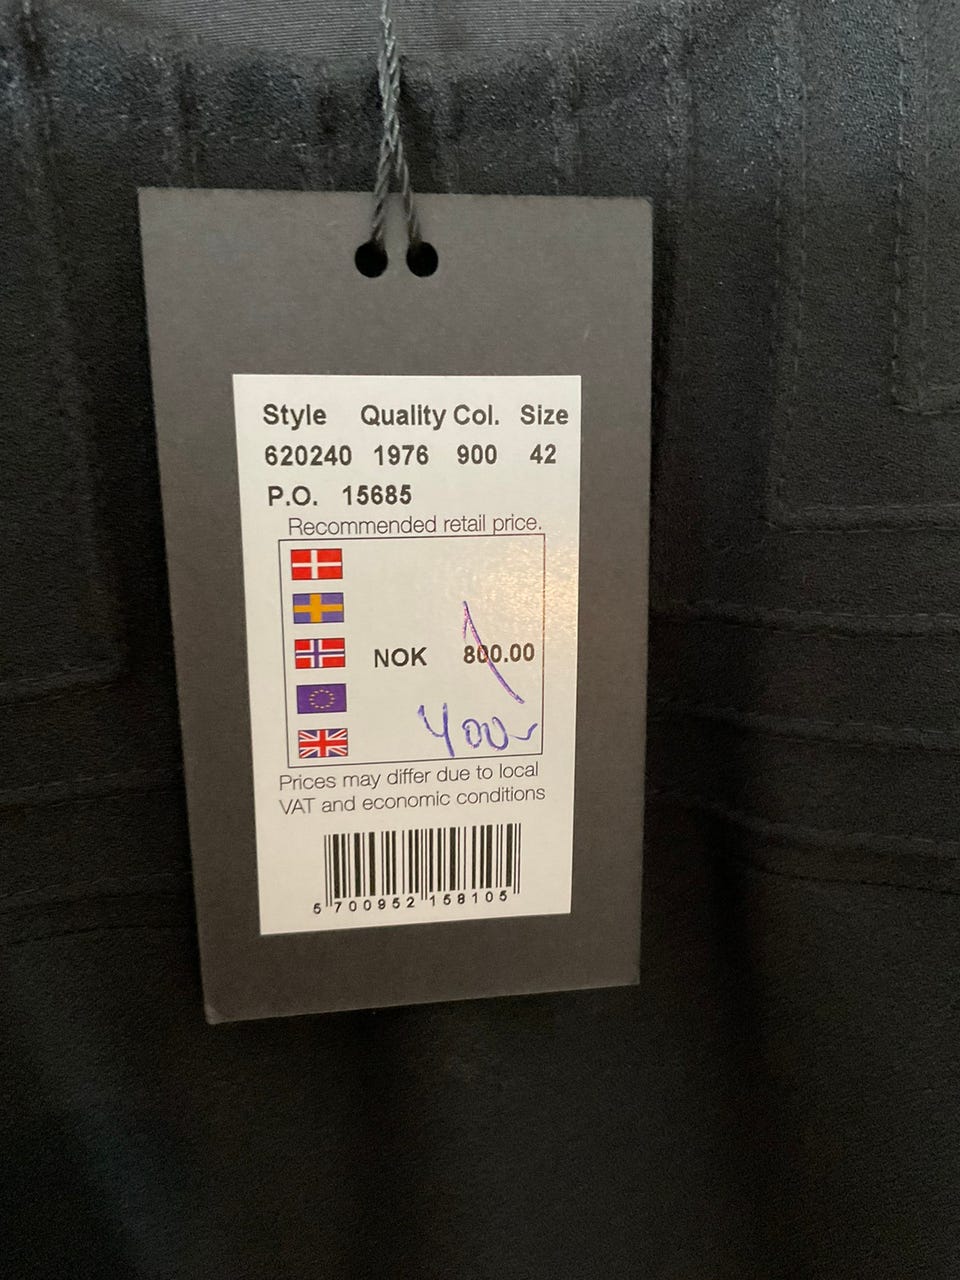 Style Quality Col. Size
620240 1976 900 42
P.O. 15685
Recommended retail price.
NOK 800.00
400,-
Prices may differ due to local
VAT and economic conditions
5 700952 158105